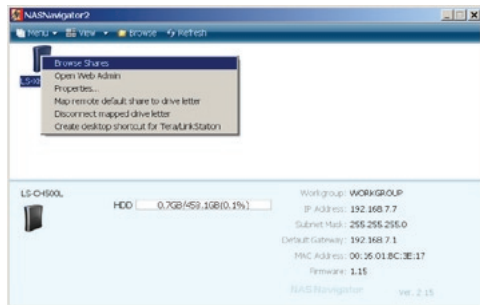 NASNavigator2
Menu View Browse Refresh
Browse Shares
Open Web Admin
Properties...
Map remote default share to drive letter
Disconnect mapped drive letter
Create desktop shortcut for Tera/LinkStation
HDD 0.7GB/458.1GB(0.1%)
Workgroup: WORKGROUP
IP Address: 192.168.7.7
Subnet Mask: 255.255.255.0
Default Gateway: 192.168.7.1
MAC Address: 00:16:01:BC:3E:17
Firmware: 1.15
NAS Navigator ver. 2.15